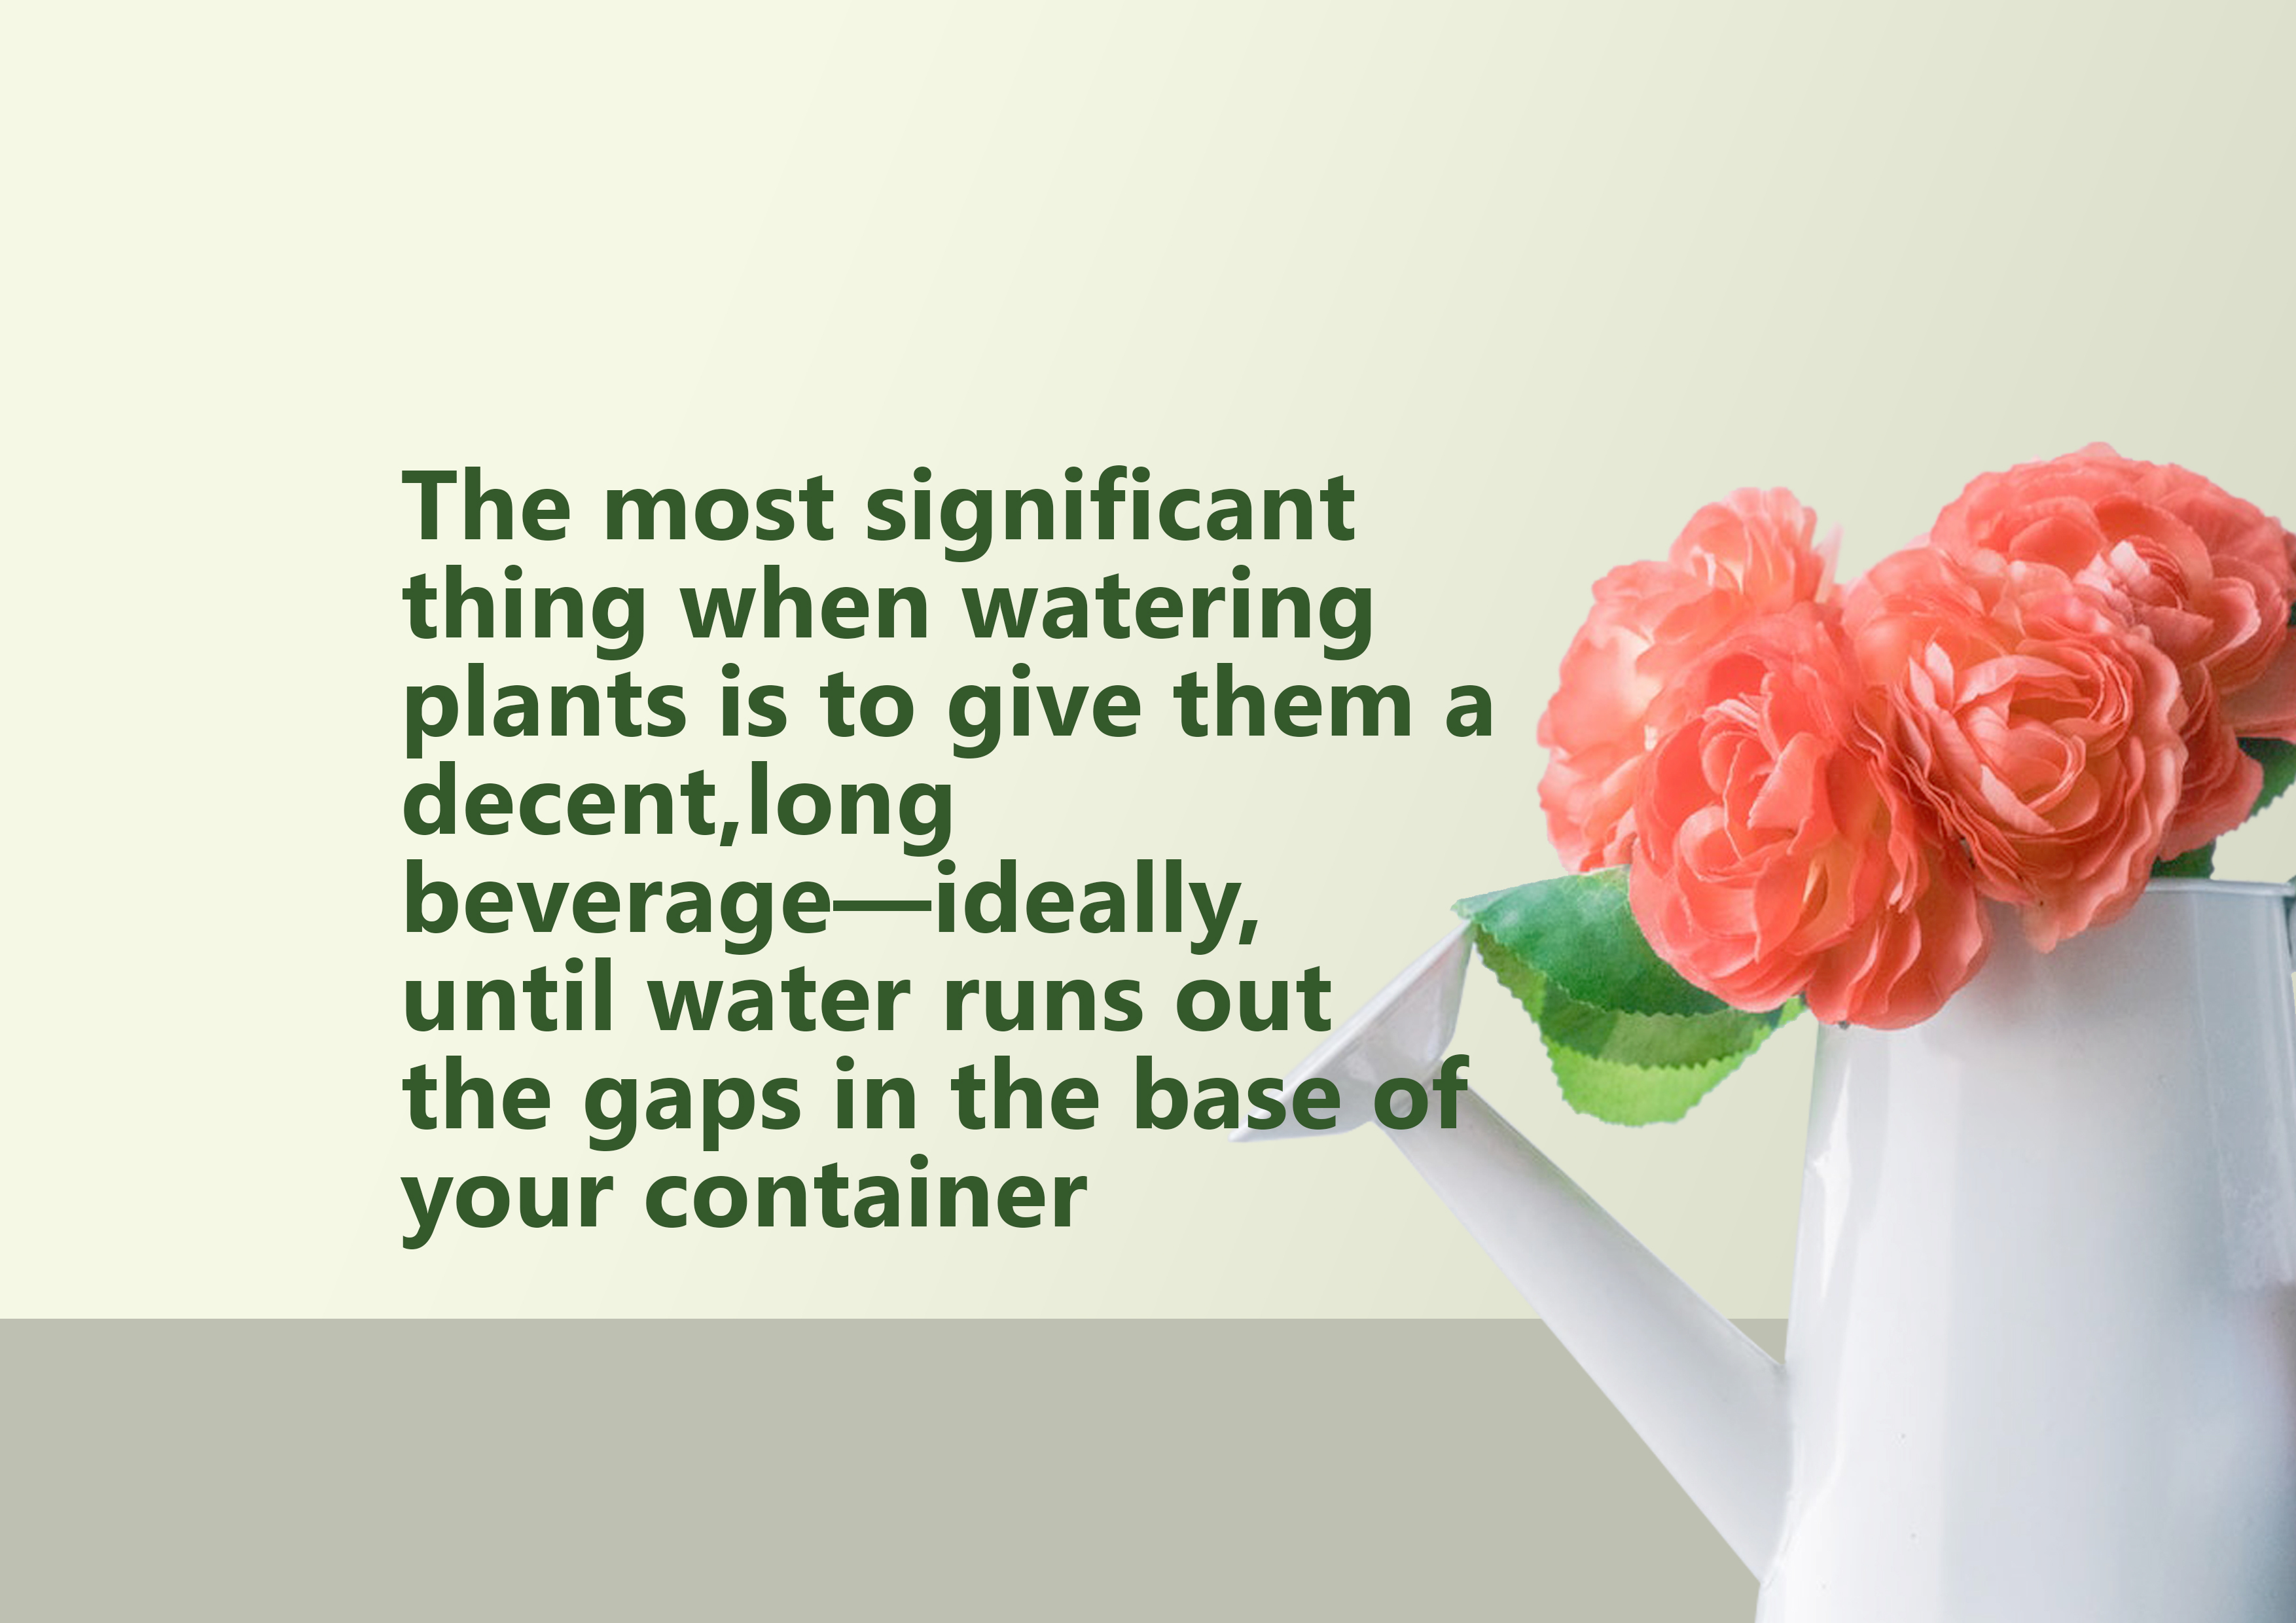 The most significant
thing when watering
plants is to give them a
decent,long
beverage—ideally,
until water runs out
the gaps in the base of
your container